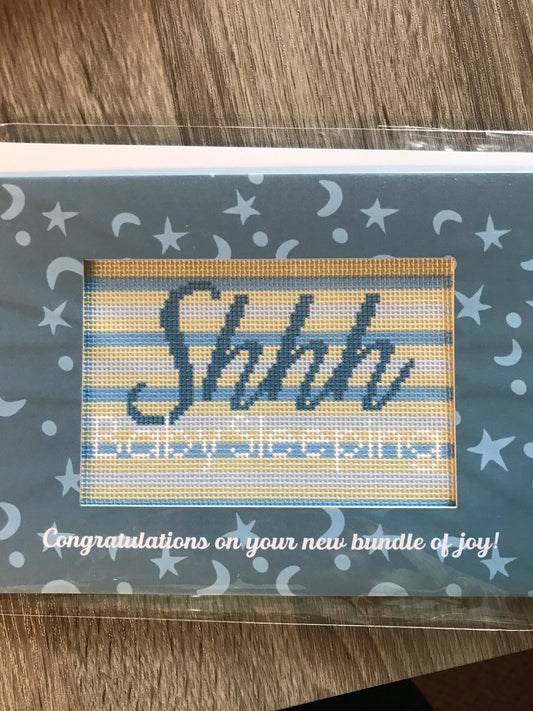 Shhh
Baby Sleeping
Congratulations on your new bundle of joy!